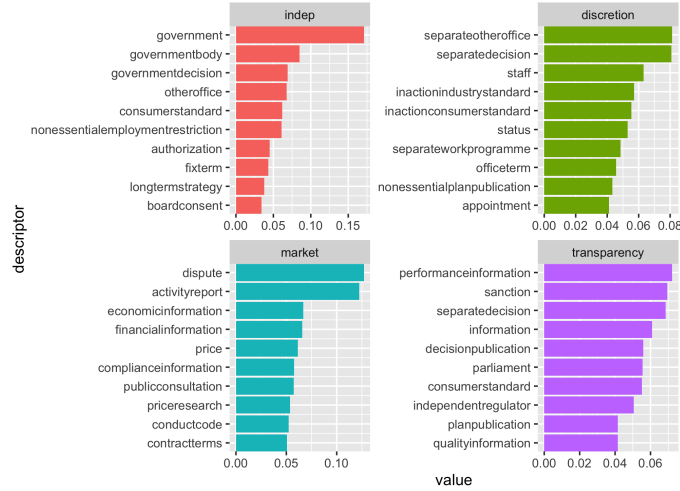 indep
government
governmentbody
governmentdecision
otheroffice
consumerstandard
nonessentialemploymentrestriction
authorization
fixterm
longtermstrategy
boardconsent
0.00 0.05 0.10 0.15
discretion
separateotheroffice
separatedecision
staff
inactionindustrystandard
inactionconsumerstandard
status
separateworkprogramme
officeterm
nonessentialplanpublication
appointment
0.00 0.02 0.04 0.06 0.08
market
dispute
activityreport
economicinformation
financialinformation
price
complianceinformation
publicconsultation
priceresearch
conductcode
contractterms
0.00 0.05 0.10
transparency
performanceinformation
sanction
separatedecision
information
decisionpublication
parliament
consumerstandard
independentregulator
planpublication
qualityinformation
0.00 0.02 0.04 0.06
descriptor
value